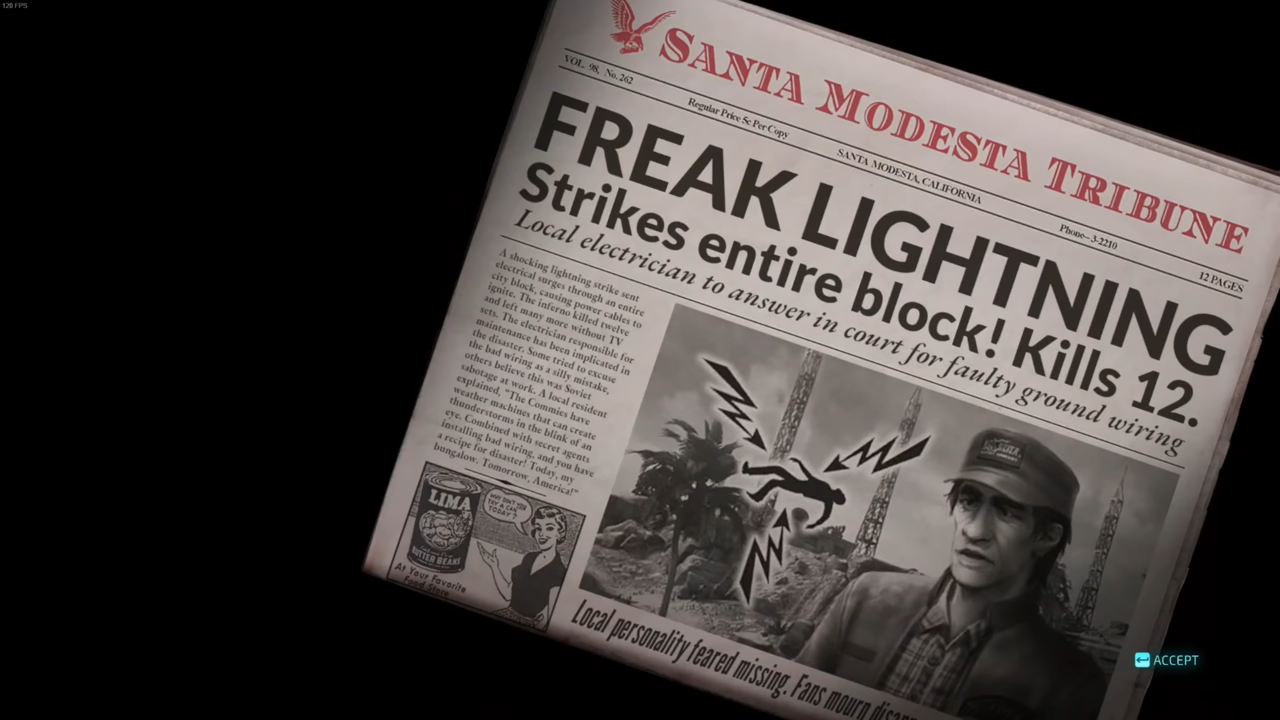 120 FPS
SANTA MODESTA TRIBUNE
VOL. 98, No. 262
Regular Price 5c Per Copy
SANTA MODESTA, CALIFORNIA
Phone– 3-2210
12 PAGES
FREAK LIGHTNING
Strikes entire block! Kills 12.
Local electrician to answer in court for faulty ground wiring
A shocking lightning strike sent
electrical surges through an entire
city block, causing power cables to
ignite. The inferno killed twelve
and left many more without TV
sets. The electrician responsible for
maintenance has been implicated in
the disaster. Some tried to excuse
the bad wiring as a silly mistake,
others believe this was Soviet
sabotage at work. A local resident
explained, "The Commies have
weather machines that can create
thunderstorms in the blink of an
eye. Combined with secret agents
installing bad wiring, and you have
a recipe for disaster! Today, my
bungalow. Tomorrow, America!"
LIMA
BUTTER BEANS
WHY DON'T YOU
TRY A CAN
TODAY?
At Your Favorite
Food Store
Local personality feared missing. Fans mourn
ACCEPT